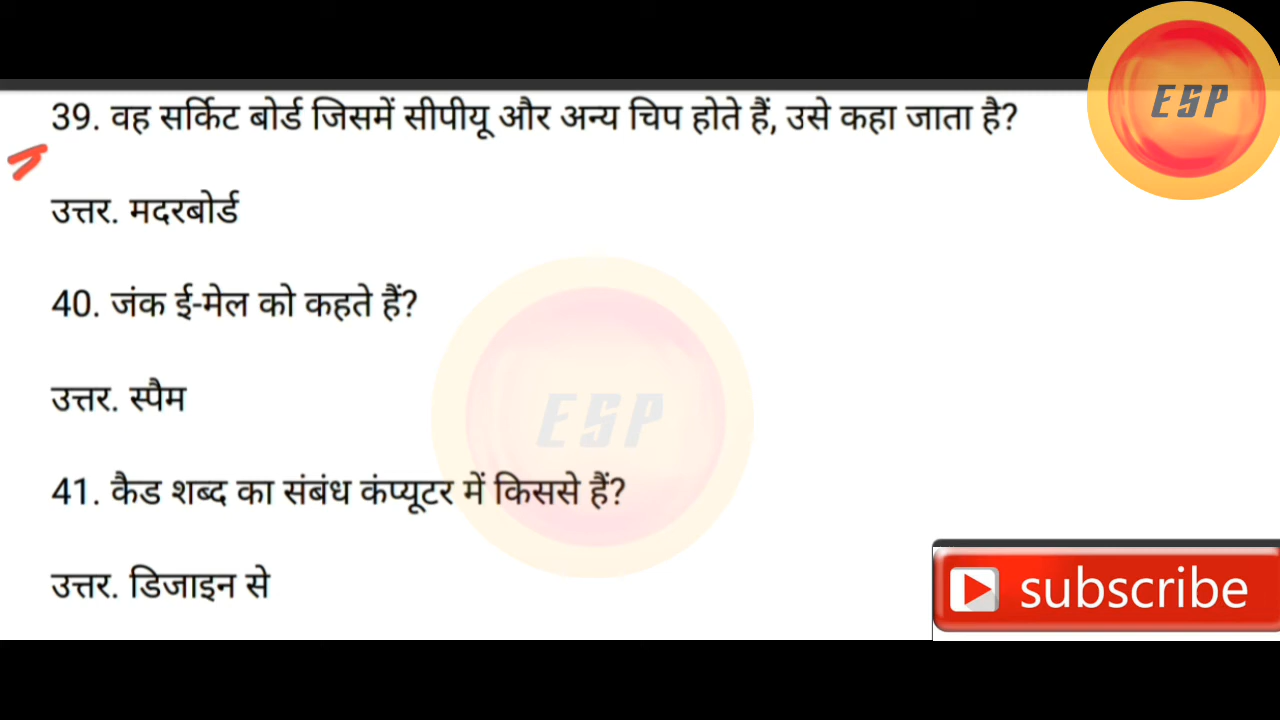 ESP
39. वह सर्किट बोर्ड जिसमें सीपीयू और अन्य चिप होते हैं, उसे कहा जाता है?
उत्तर. मदरबोर्ड
40. जंक ई-मेल को कहते हैं?
उत्तर. स्पैम
ESP
41. कैड शब्द का संबंध कंप्यूटर में किससे हैं?
उत्तर. डिजाइन से
subscribe